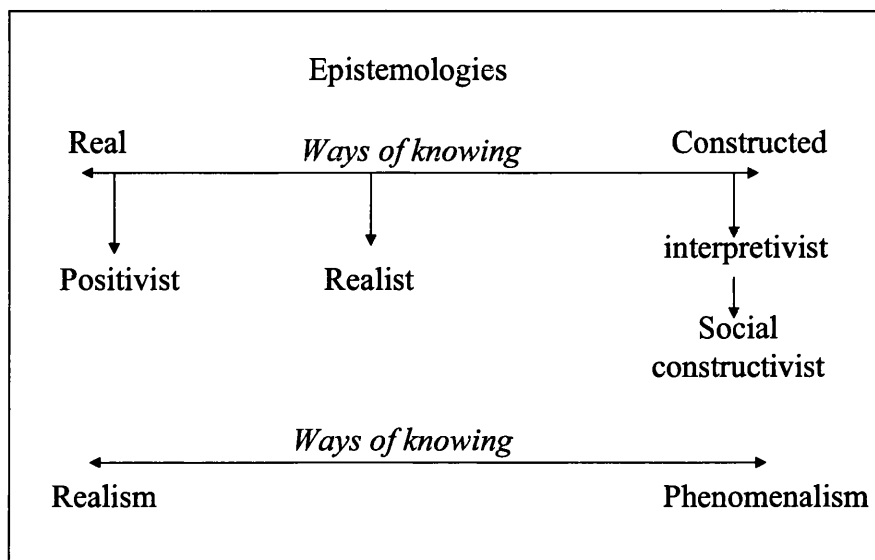 Epistemologies
Real
Ways of knowing
Constructed
Positivist
Realist
interpretivist
Social
constructivist
Ways of knowing
Realism
Phenomenalism